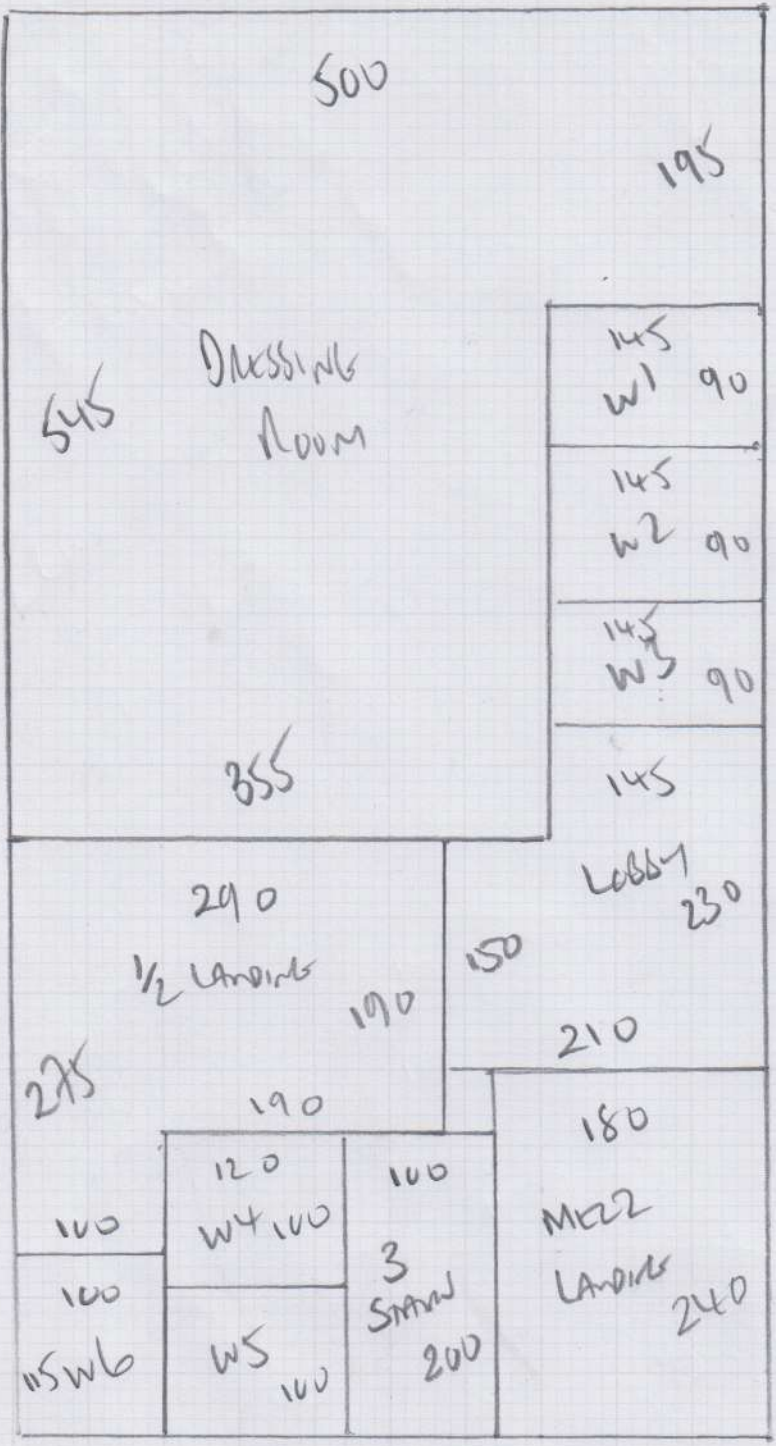 500
195
DRESSING
ROOM
545
145
W1 90
145
W2 90
145
W3 90
355
145
LOBBY
230
290
1/2 LANDING
190
150
210
275
190
100
120
W4 100
100
3
STAIRS
200
180
MEZZ
LANDING
240
100
115 W6
W5
100